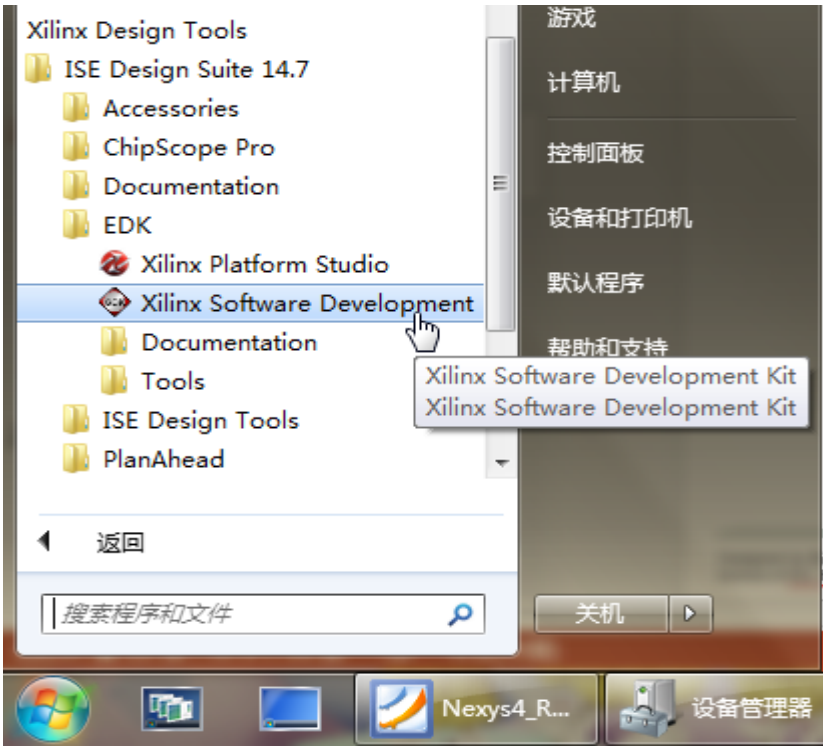 Xilinx Design Tools
ISE Design Suite 14.7
Accessories
ChipScope Pro
Documentation
EDK
Xilinx Platform Studio
Xilinx Software Development
Documentation
Tools
ISE Design Tools
PlanAhead
返回
搜索程序和文件
游戏
计算机
控制面板
设备和打印机
默认程序
帮助和支持
Xilinx Software Development Kit
Xilinx Software Development Kit
关机
Nexys4_R...
设备管理器